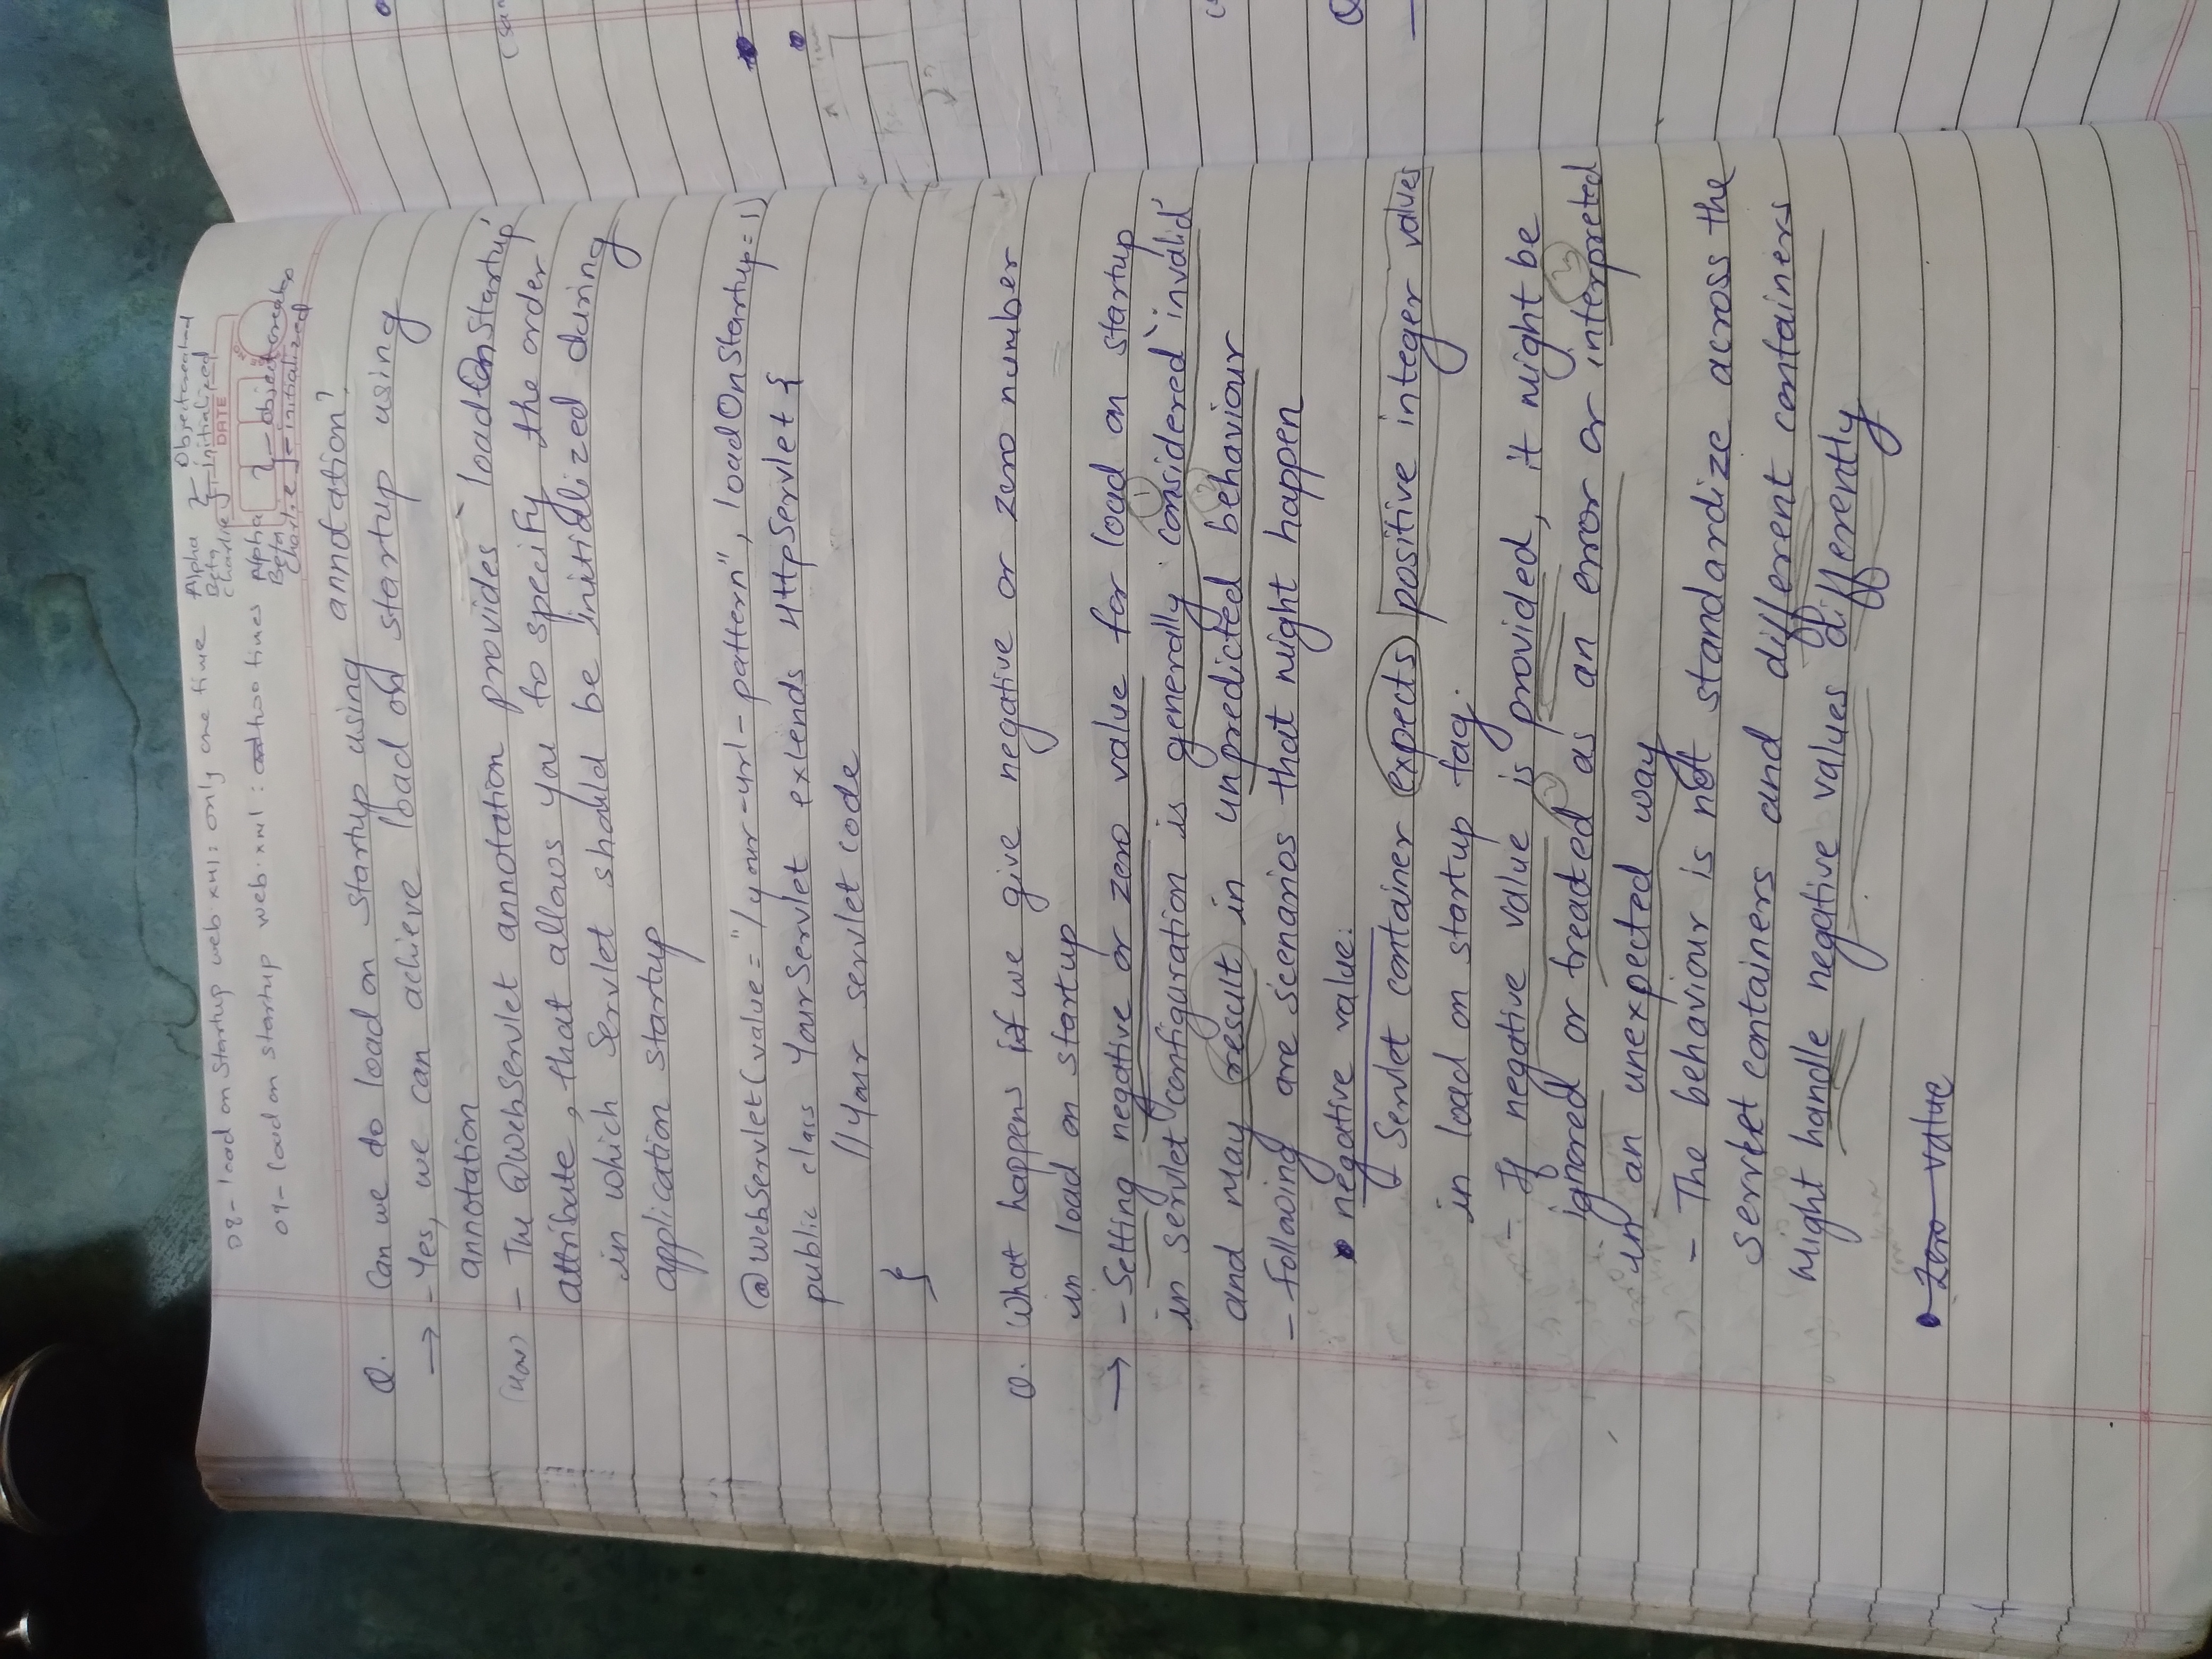 08- load on Startup web.xml: only one time Alpha Beta Charlie } Object created initialized
DATE
09- load on startup web.xml : two times Alpha Beta Charlie } - object created - initialized
Q. Can we do load on startup using annotation?
→ - Yes, we can achieve load on startup using
annotation
(How) - The @WebServlet annotation provides `loadOnStartup'
attribute, that allows you to specify the order
in which Servlet should be initialized during
application startup
@WebServlet(value="/your-url-pattern", loadOnStartup=1)
public class YourServlet extends HttpServlet {
//Your servlet code
}
Q. What happens if we give negative or zero number
in load on startup
→ - Setting negative or zero value for load on startup
in servlet configuration is generally considered `invalid'
and may result in unpredicted behaviour
- following are scenarios that might happen
• negative value:
- Servlet container expects positive integer values
in load on startup tag.
- If negative value is provided, it might be
ignored or treated as an error or interpreted
in an unexpected way
- The behaviour is not standardize across the
servlet containers and different containers
might handle negative values differently
• Zero value